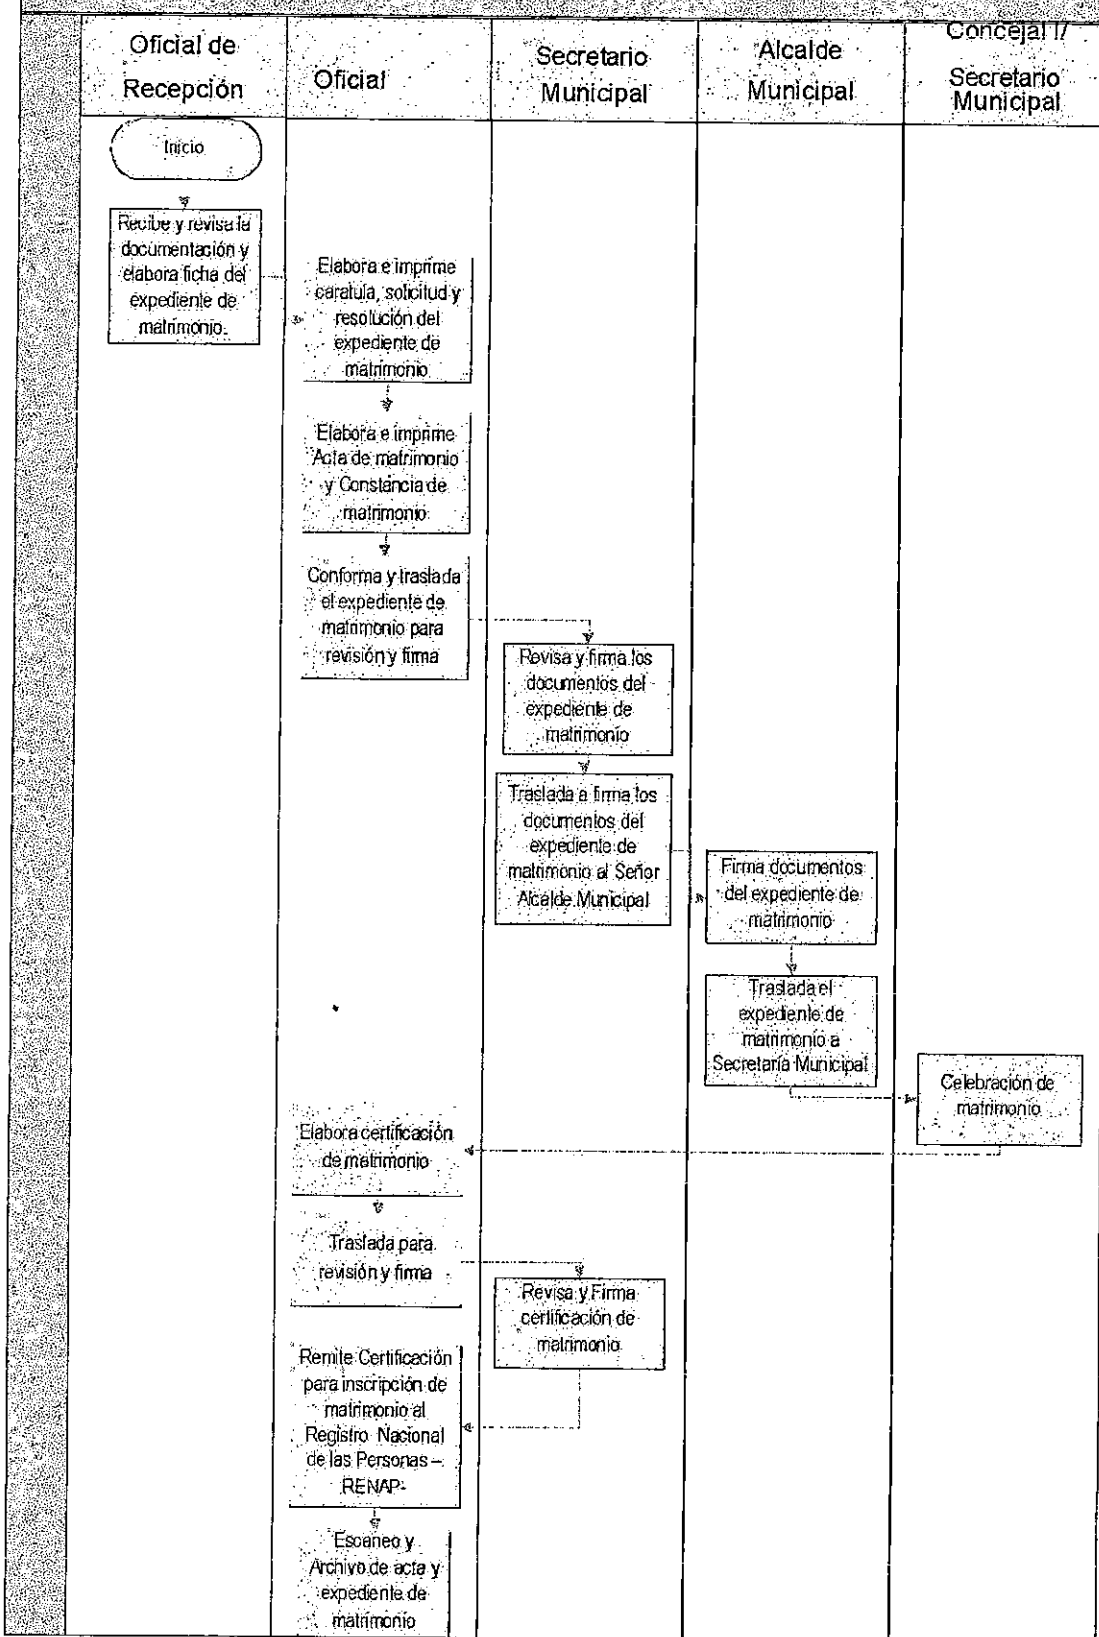 Oficial de
Recepción
Oficial
Secretario
Municipal
Alcalde
Municipal
Concejal I/
Secretario
Municipal
Inicio
Recibe y revisa la
documentación y
elabora ficha del
expediente de
matrimonio.
Elabora e imprime
caratula, solicitud y
resolución del
expediente de
matrimonio
Elabora e imprime
Acta de matrimonio
y Constancia de
matrimonio
Conforma y traslada
el expediente de
matrimonio para
revisión y firma
Revisa y firma los
documentos del
expediente de
matrimonio
Traslada a firma los
documentos del
expediente de
matrimonio al Señor
Alcalde Municipal
Firma documentos
del expediente de
matrimonio
Traslada el
expediente de
matrimonio a
Secretaría Municipal
Celebración de
matrimonio
Elabora certificación
de matrimonio
Traslada para
revisión y firma
Revisa y Firma
certificación de
matrimonio
Remite Certificación
para inscripción de
matrimonio al
Registro Nacional
de las Personas –
RENAP-
Escaneo y
Archivo de acta y
expediente de
matrimonio